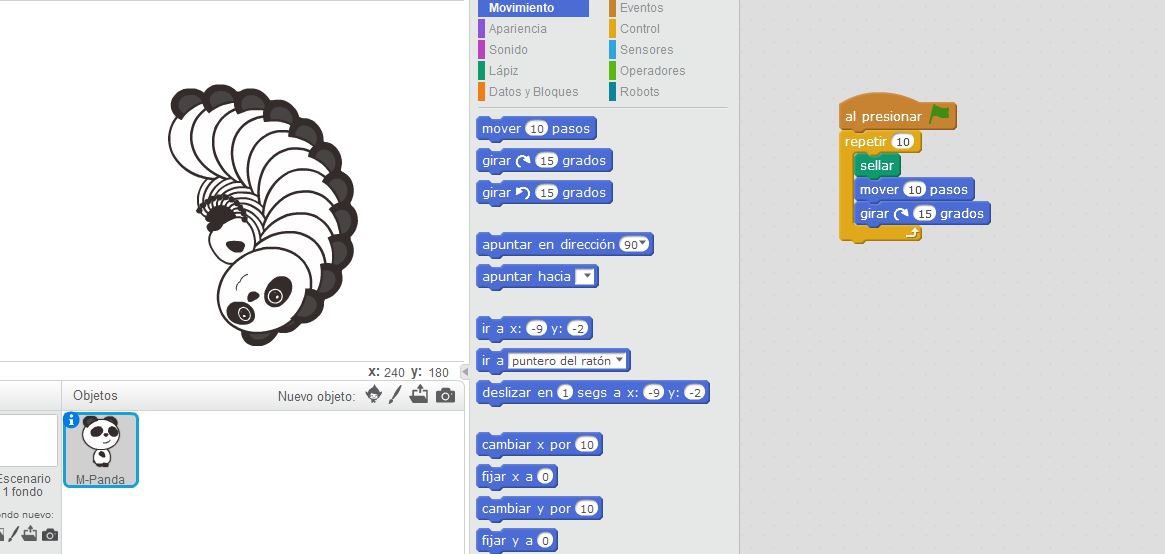 Movimiento
Eventos
Apariencia
Control
Sonido
Sensores
Lápiz
Operadores
Datos y Bloques
Robots
mover 10 pasos
girar 15 grados
girar 15 grados
apuntar en dirección 90
apuntar hacia
ir a x: -9 y: -2
ir a puntero del ratón
deslizar en 1 segs a x: -9 y: -2
cambiar x por 10
fijar x a 0
cambiar y por 10
fijar y a 0
al presionar
repetir 10
sellar
mover 10 pasos
girar 15 grados
x: 240 y: 180
Objetos
Nuevo objeto:
i
M-Panda
Escenario
1 fondo
ondo nuevo: